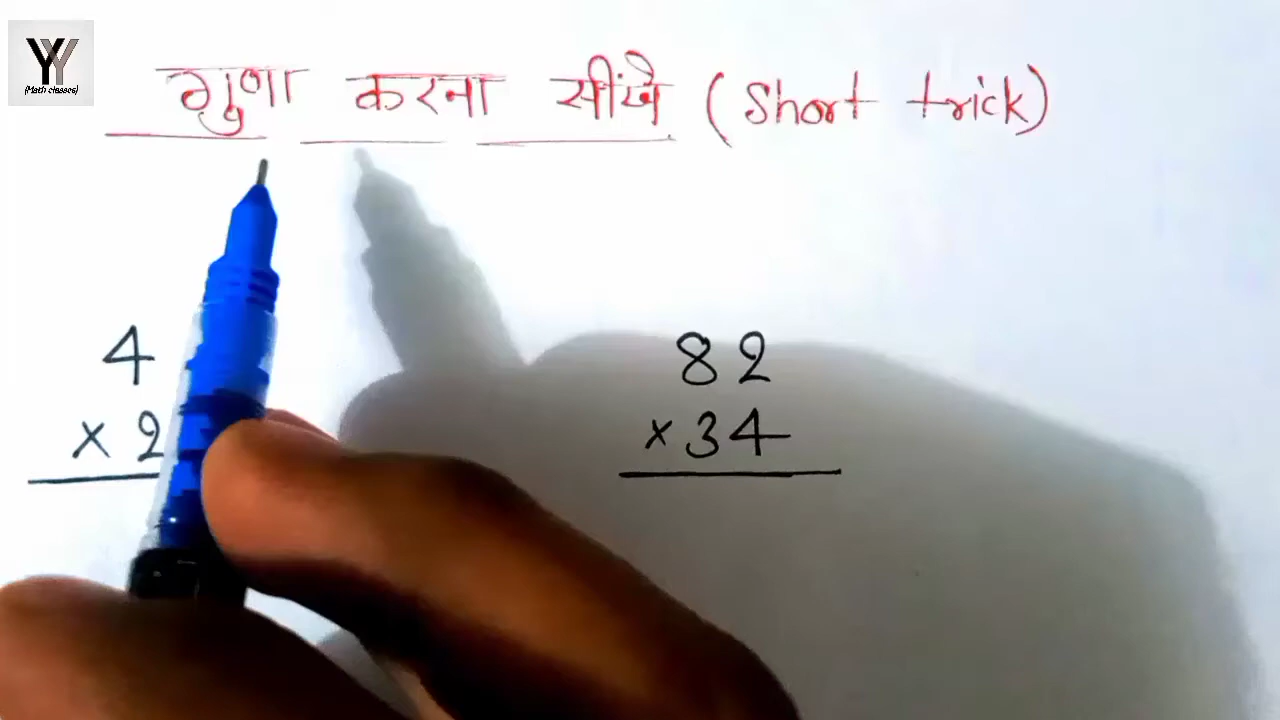 YY
(Math classes)
गुणा करना सींखे (Short trick)
4
× 2
82
× 34